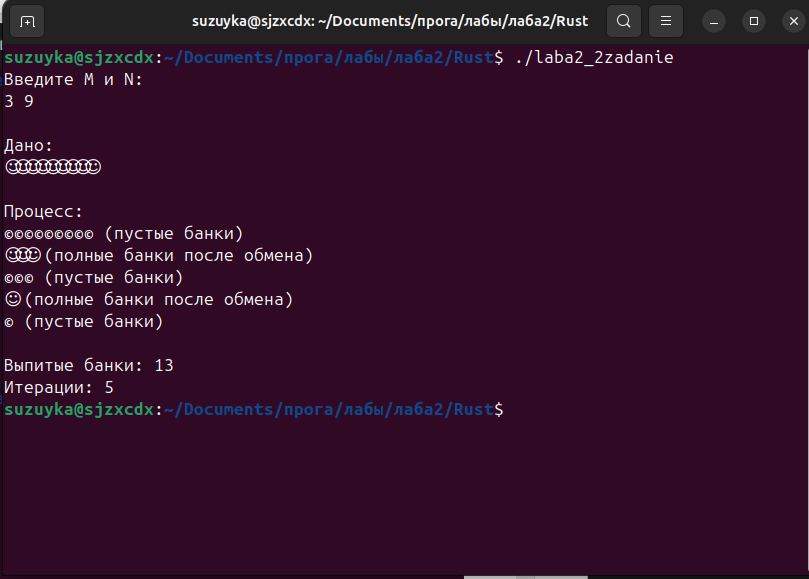 suzuyka@sjzxcdx: ~/Documents/прога/лабы/лаба2/Rust
suzuyka@sjzxcdx:~/Documents/прога/лабы/лаба2/Rust$ ./laba2_2zadanie
Введите M и N:
3 9
Дано:
☺☺☺☺☺☺☺☺☺
Процесс:
©©©©©©©©© (пустые банки)
☺☺☺(полные банки после обмена)
©©© (пустые банки)
☺(полные банки после обмена)
© (пустые банки)
Выпитые банки: 13
Итерации: 5
suzuyka@sjzxcdx:~/Documents/прога/лабы/лаба2/Rust$